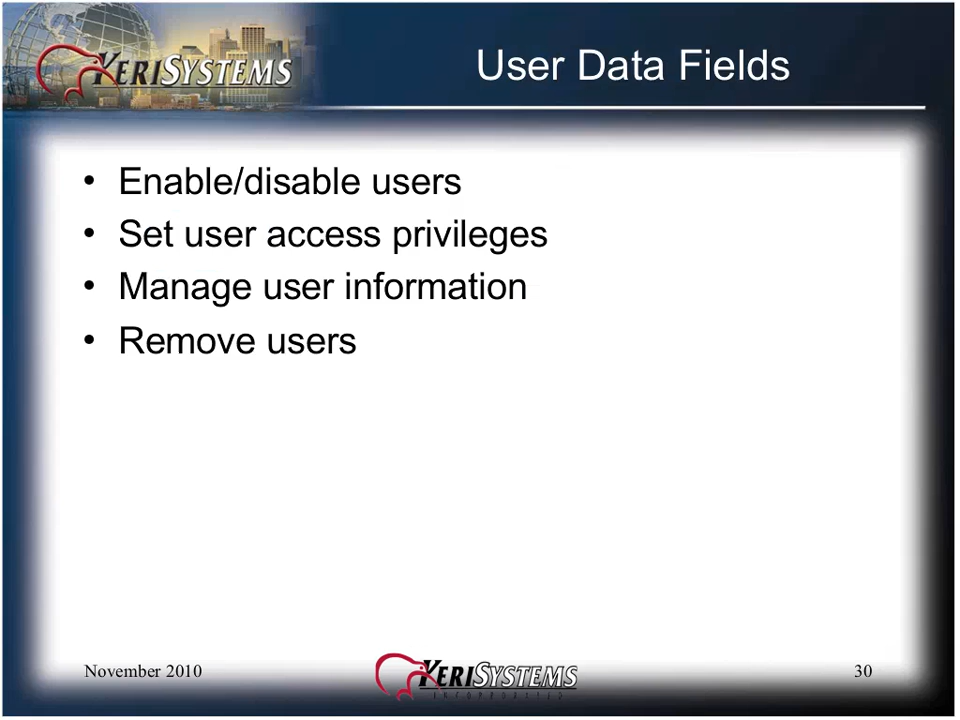 KERISYSTEMS
User Data Fields
• Enable/disable users
• Set user access privileges
• Manage user information
• Remove users
November 2010
KERISYSTEMS
INCORPORATED
30